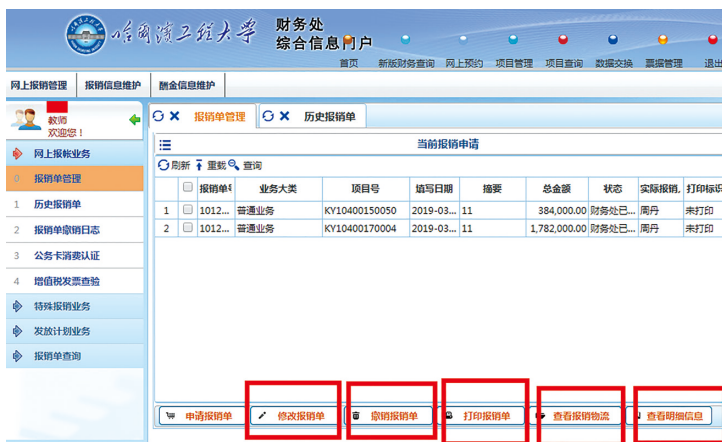 哈尔滨工程大学
财务处
综合信息门户
首页 新版财务查询 网上预约 项目管理 项目查询 数据交换 票据管理 退出
网上报销管理 报销信息维护 酬金信息维护
教师
欢迎您！
网上报帐业务
0 报销单管理
1 历史报销单
2 报销单撤销日志
3 公务卡消费认证
4 增值税发票查验
特殊报销业务
发放计划业务
报销单查询
报销单管理 历史报销单
当前报销申请
刷新 重载 查询
报销单号 业务大类 项目号 填写日期 摘要 总金额 状态 实际报销, 打印标识
1 1012... 普通业务 KY10400150050 2019-03... 11 384,000.00 财务处已... 周丹 未打印
2 1012... 普通业务 KY10400170004 2019-03... 11 1,782,000.00 财务处已... 周丹 未打印
申请报销单 修改报销单 撤销报销单 打印报销单 查看报销物流 查看明细信息